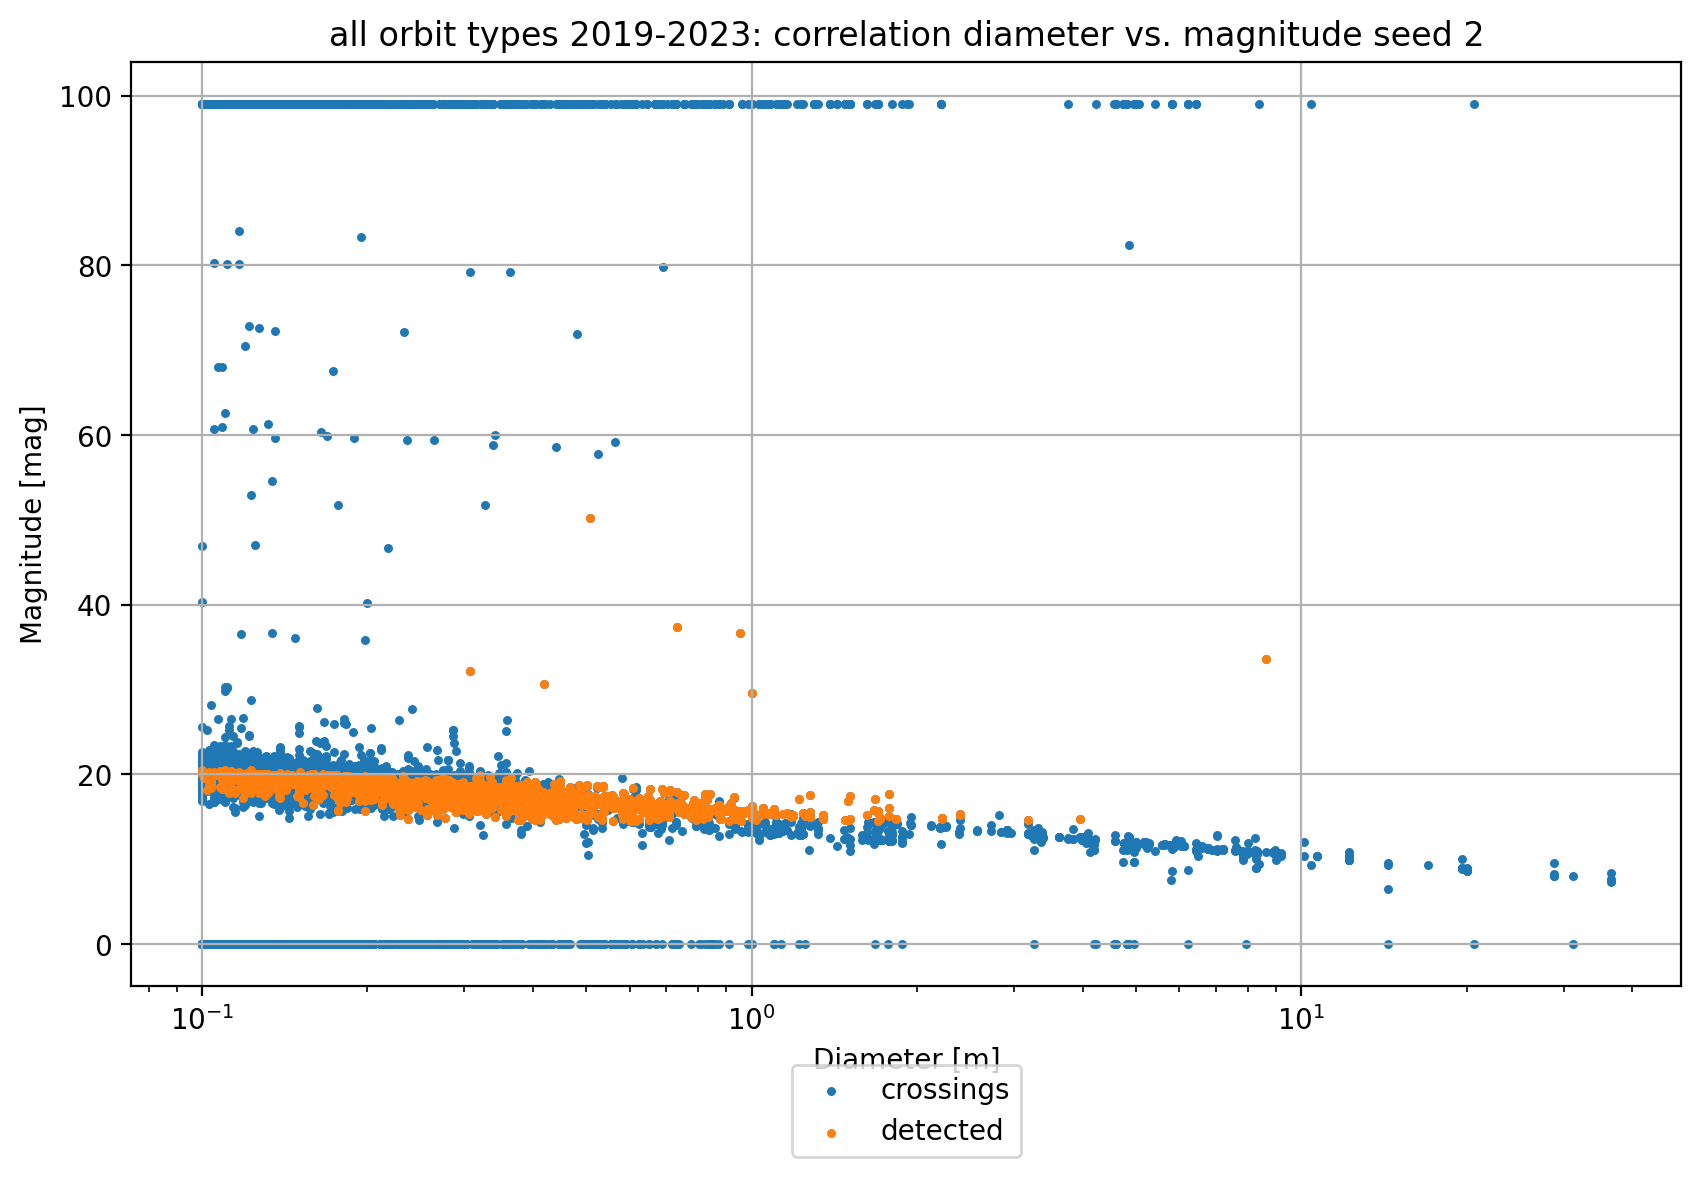 all orbit types 2019-2023: correlation diameter vs. magnitude seed 2
Magnitude [mag]
100
80
60
40
20
0
10⁻¹ 10⁰ 10¹
Diameter [m]
crossings
detected